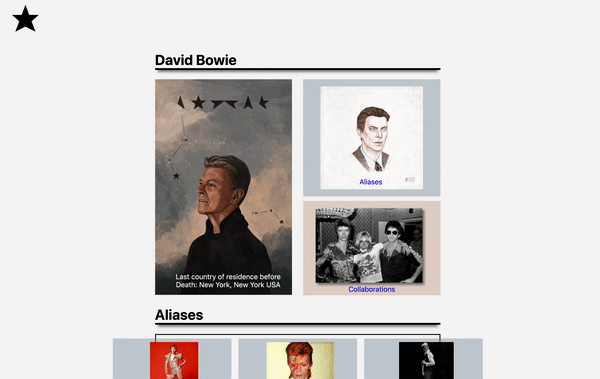 David Bowie
Aliases
Last country of residence before
Death: New York, New York USA
Collaborations
Aliases